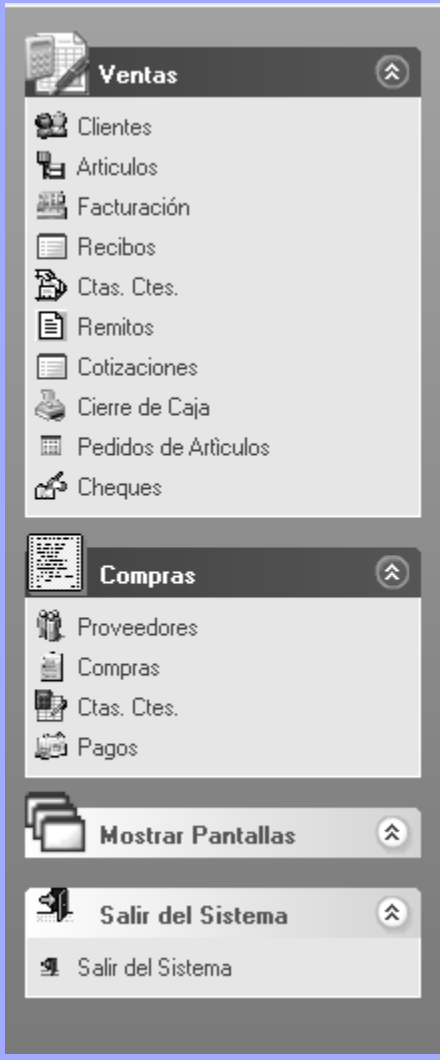 Ventas
Clientes
Articulos
Facturación
Recibos
Ctas. Ctes.
Remitos
Cotizaciones
Cierre de Caja
Pedidos de Artìculos
Cheques
Compras
Proveedores
Compras
Ctas. Ctes.
Pagos
Mostrar Pantallas
Salir del Sistema
Salir del Sistema